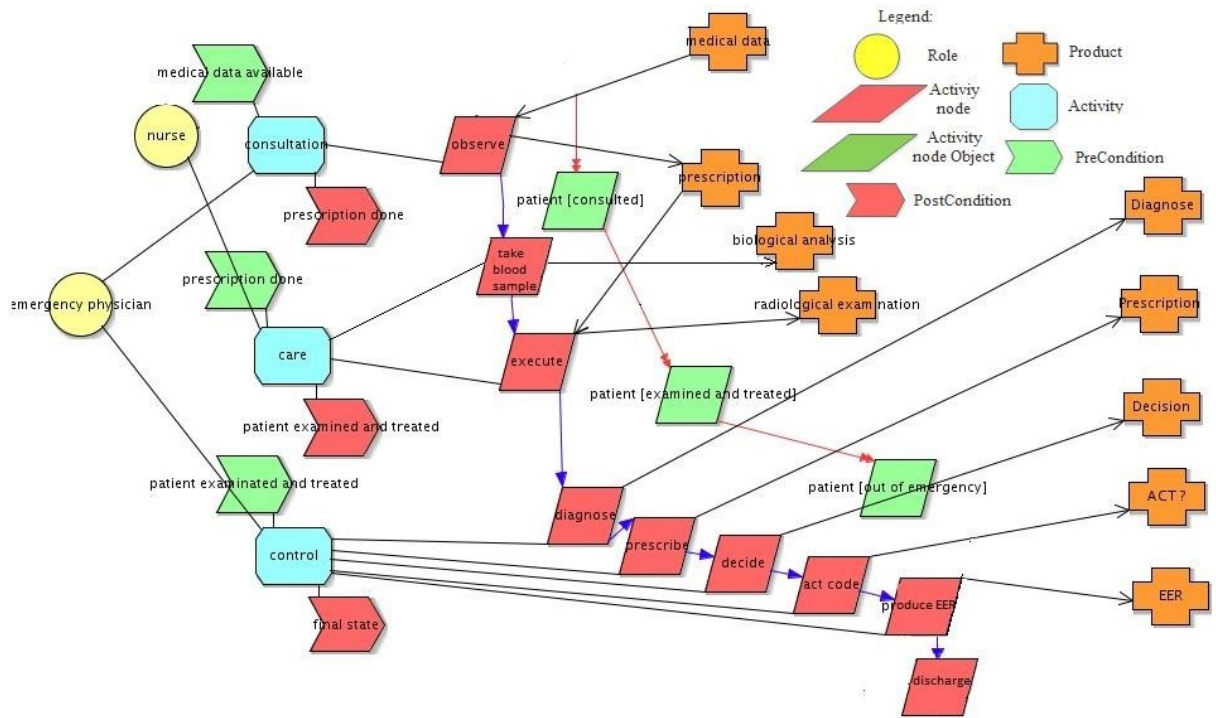 Legend:
Role
Product
Activiy
node
Activity
Activity
node Object
PreCondition
PostCondition
medical data
medical data available
nurse
consultation
observe
prescription
prescription done
patient [consulted]
Diagnose
biological analysis
take
blood
sample
prescription done
emergency physician
radiological examination
Prescription
care
execute
patient [examined and treated]
Decision
patient examined and treated
patient examinated and treated
patient [out of emergency]
ACT ?
diagnose
prescribe
control
decide
act code
produce EER
EER
final state
discharge